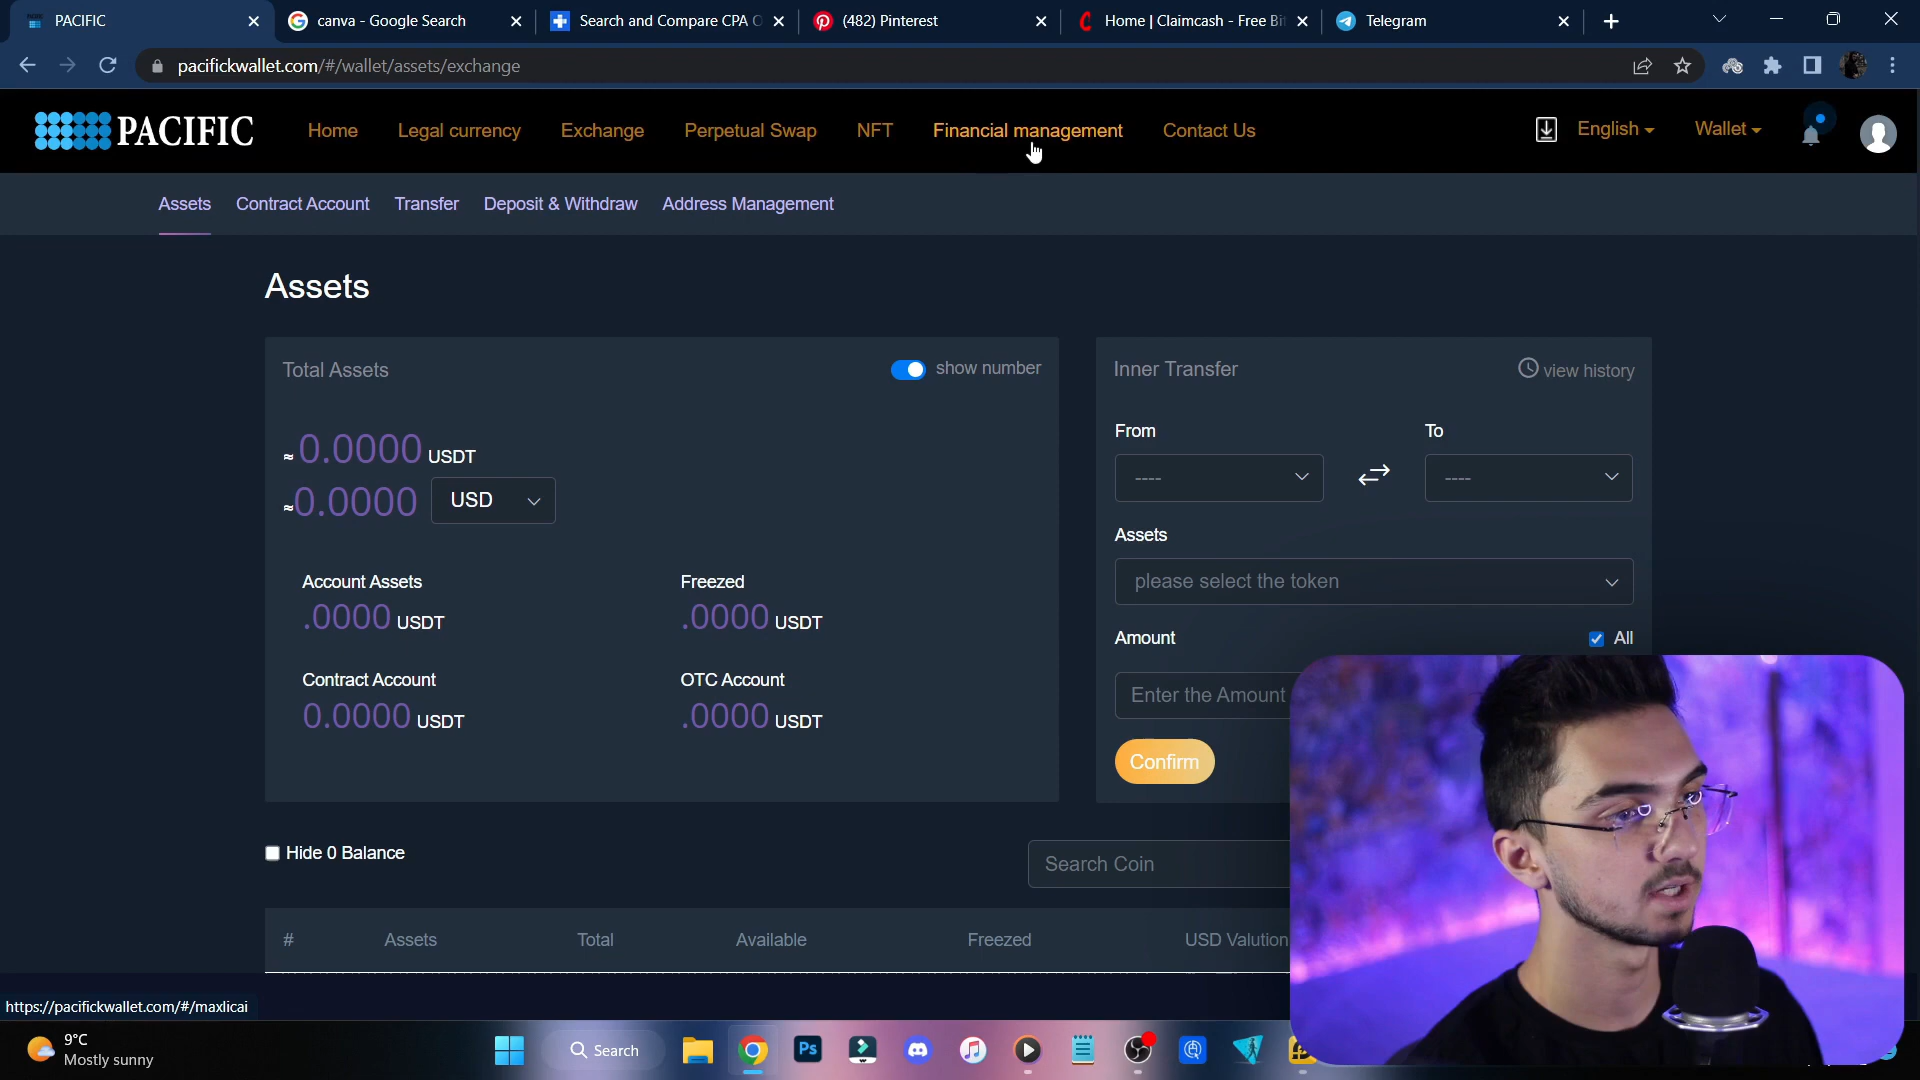 PACIFIC
canva - Google Search
Search and Compare CPA O
(482) Pinterest
Home | Claimcash - Free Bit
Telegram
pacifickwallet.com/#/wallet/assets/exchange
PACIFIC
Home
Legal currency
Exchange
Perpetual Swap
NFT
Financial management
Contact Us
English
Wallet
Assets
Contract Account
Transfer
Deposit & Withdraw
Address Management
Assets
Total Assets
show number
Inner Transfer
view history
≈0.0000 USDT
≈0.0000 USD
From
To
----
----
Assets
please select the token
Account Assets
.0000 USDT
Freezed
.0000 USDT
Amount
All
Contract Account
0.0000 USDT
OTC Account
.0000 USDT
Enter the Amount
Confirm
Hide 0 Balance
Search Coin
#
Assets
Total
Available
Freezed
USD Valution
https://pacifickwallet.com/#/maxlicai
9°C
Mostly sunny
Search
Ps